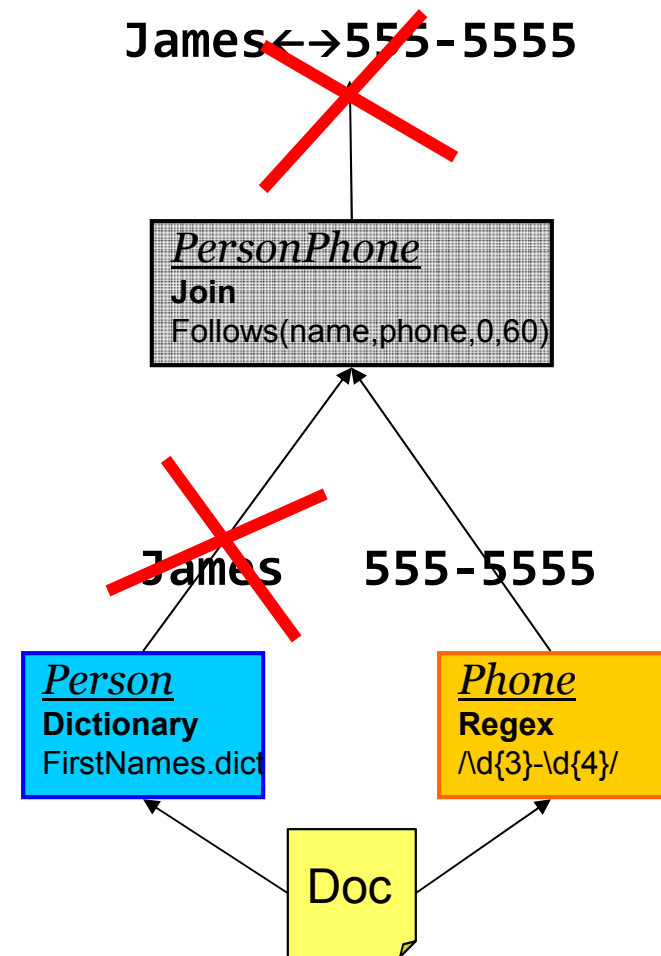 James←→555-5555
PersonPhone
Join
Follows(name,phone,0,60)
James 555-5555
Person
Dictionary
FirstNames.dict
Phone
Regex
/\d{3}-\d{4}/
Doc